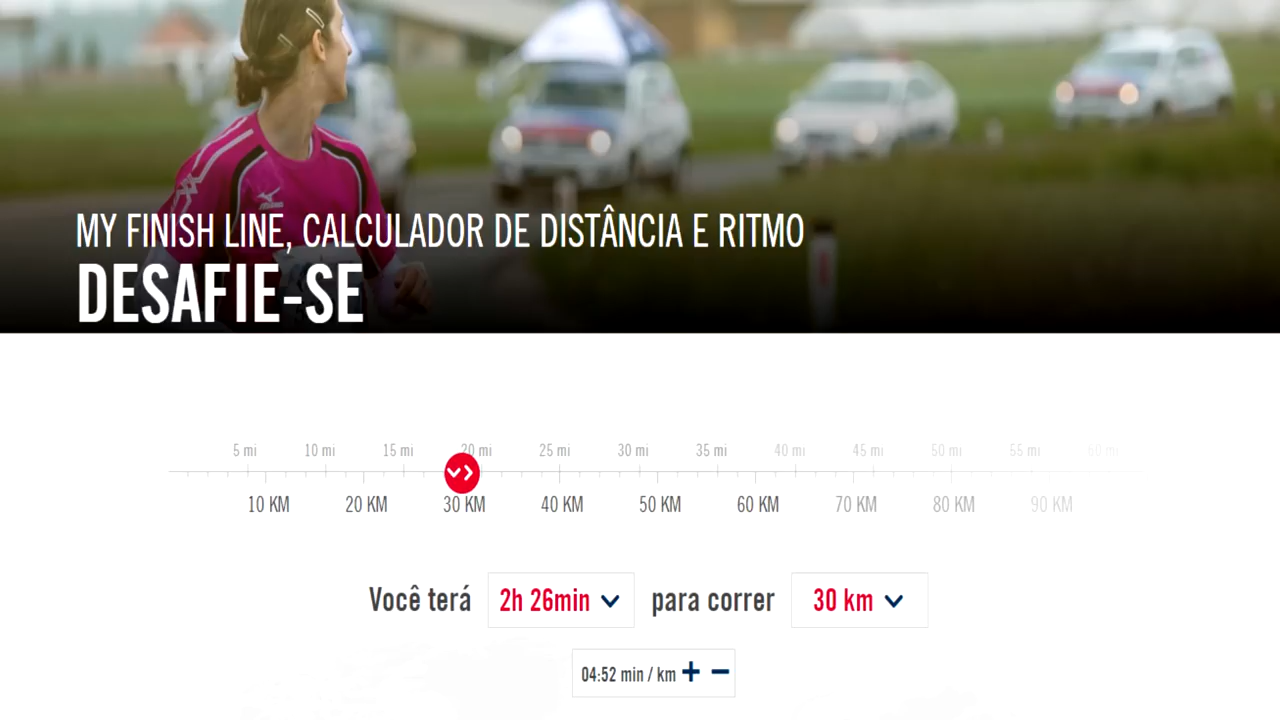 MIZUNO
MY FINISH LINE, CALCULADOR DE DISTÂNCIA E RITMO
DESAFIE-SE
5 mi 10 mi 15 mi 20 mi 25 mi 30 mi 35 mi 40 mi 45 mi 50 mi 55 mi 60 mi
10 KM 20 KM 30 KM 40 KM 50 KM 60 KM 70 KM 80 KM 90 KM
Você terá 2h 26min para correr 30 km
04:52 min / km + −